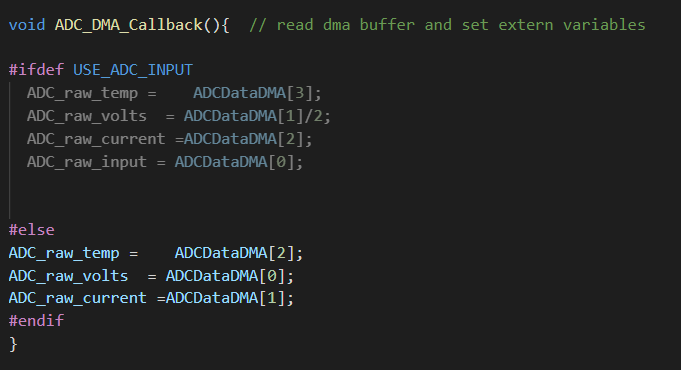 void ADC_DMA_Callback(){  // read dma buffer and set extern variables
#ifdef USE_ADC_INPUT
  ADC_raw_temp =    ADCDataDMA[3];
  ADC_raw_volts  = ADCDataDMA[1]/2;
  ADC_raw_current =ADCDataDMA[2];
  ADC_raw_input = ADCDataDMA[0];
#else
ADC_raw_temp =    ADCDataDMA[2];
ADC_raw_volts  = ADCDataDMA[0];
ADC_raw_current =ADCDataDMA[1];
#endif
}